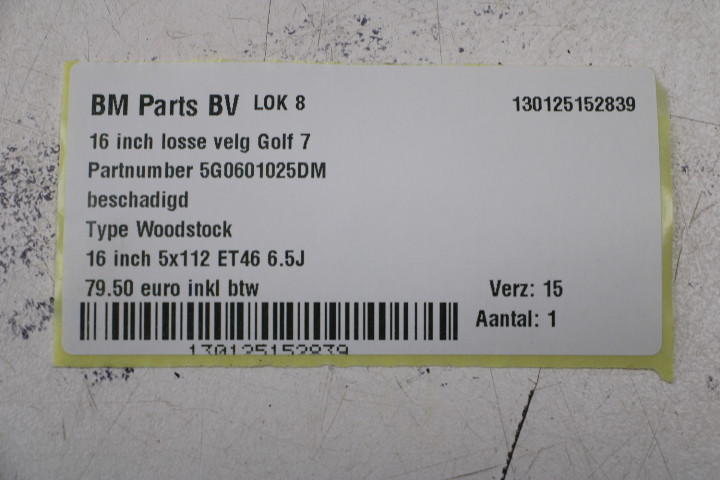 BM Parts BV LOK 8 130125152839
16 inch losse velg Golf 7
Partnumber 5G0601025DM
beschadigd
Type Woodstock
16 inch 5x112 ET46 6.5J
79.50 euro inkl btw Verz: 15
Aantal: 1
130125152839